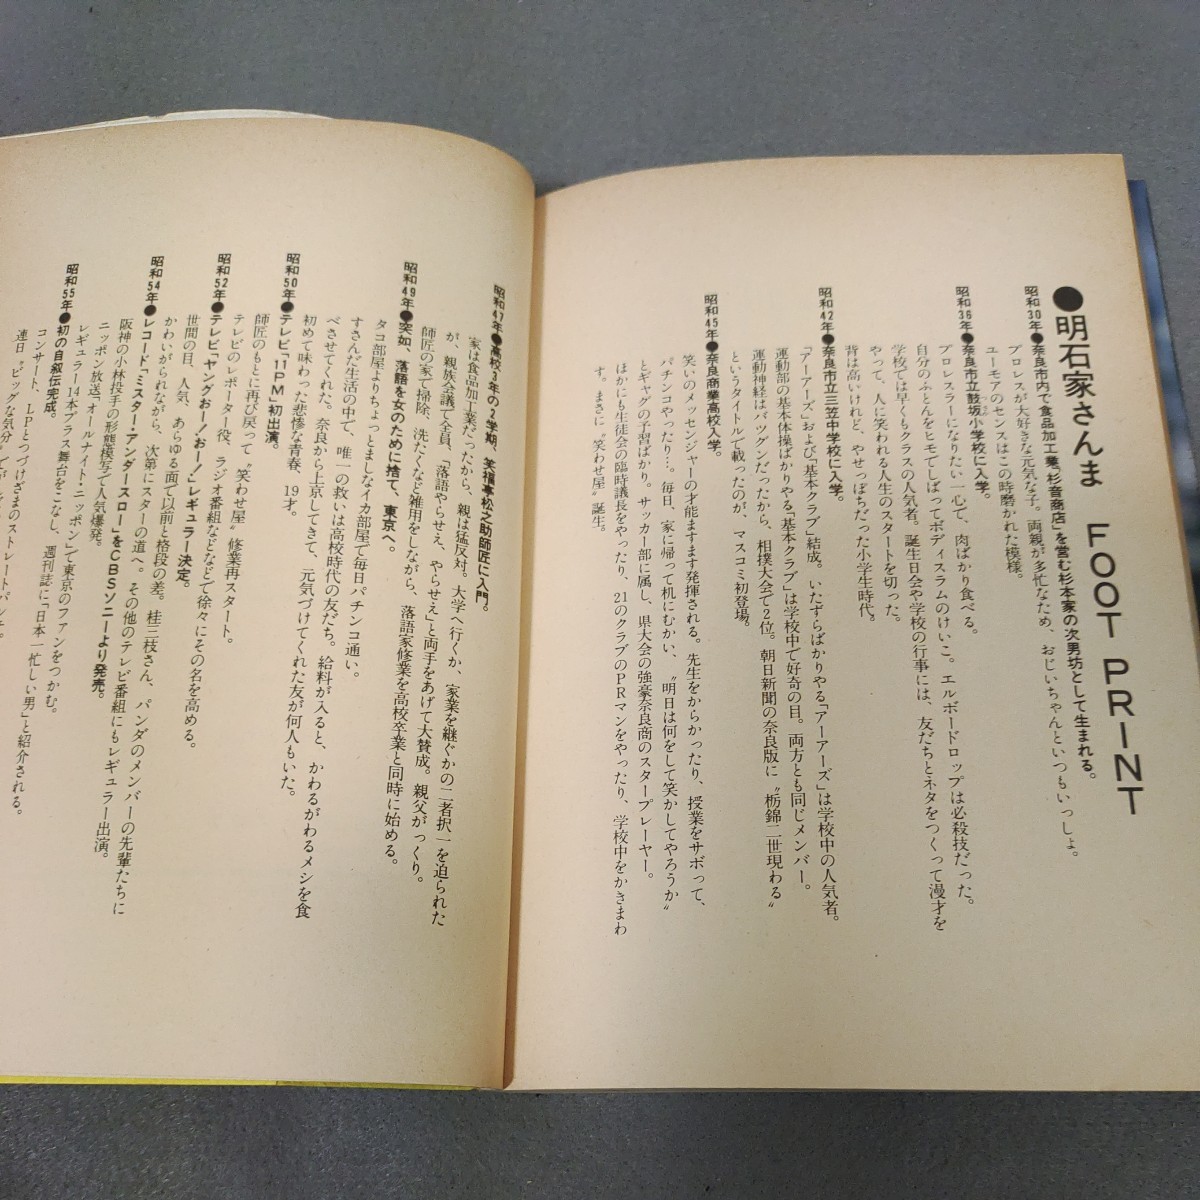 ●明石家さんま FOOT PRINT
昭和30年●奈良市内で食品加工業“杉音商店”を営む杉本家の次男坊として生まれる。
プロレスが大好きな元気な子。両親が多忙なため、おじいちゃんといつもいっしょ。
ユーモアのセンスはこの時磨かれた模様。
昭和36年●奈良市立鼓坂小学校に入学。
プロレスラーになりたい一心で、肉ばかり食べる。
自分のふとんをヒモでしばってボディスラムのけいこ。エルボードロップは必殺技だった。
学校では早くもクラスの人気者。誕生日会や学校の行事には、友だちとネタをつくって漫才を
やって、人に笑われる人生のスタートを切った。
背は高いけれど、やせっぽちだった小学生時代。
昭和42年●奈良市立三笠中学校に入学。
「アーアーズ」および「基本クラブ」結成。いたずらばかりやる「アーアーズ」は学校中の人気者。
運動部の基本体操ばかりやる「基本クラブ」は学校中で好奇の目。両方とも同じメンバー。
運動神経はバツグンだったから、相撲大会で2位。朝日新聞の奈良版に“栃錦二世現わる”
というタイトルで載ったのが、マスコミ初登場。
昭和45年●奈良商業高校入学。
笑いのメッセンジャーの才能ますます発揮される。先生をからかったり、授業をサボって、
パチンコやったり…。毎日、家に帰って机にむかい、“明日は何をして笑かしてやろうか”
とギャグの予習ばかり。サッカー部に属し、県大会の強豪奈良商のスタープレーヤー。
ほかにも生徒会の臨時議長をやったり、21のクラブのPRマンをやったり、学校中をかきまわ
す。まさに“笑わせ屋”誕生。
昭和47年●高校3年の2学期、笑福亭松之助師匠に入門。
家は食品加工業だったから、親は猛反対。大学へ行くか、家業を継ぐかの二者択一を迫られた
が、親族会議で全員、「落語やらせえ、やらせえ」と両手をあげて大賛成。親父がっくり。
師匠の家で掃除、洗たくなど雑用をしながら、落語家修業を高校卒業と同時に始める。
昭和49年●突如、落語を女のために捨て、東京へ。
タコ部屋よりちょっとましなイカ部屋で毎日パチンコ通い。
すさんだ生活の中で、唯一の救いは高校時代の友だち。給料が入ると、かわるがわるメシを食
べさせてくれた。奈良から上京してきて、元気づけてくれた友が何人もいた。
初めて味わった悲惨な青春、19才。
昭和50年●テレビ「11PM」初出演。
師匠のもとに再び戻って“笑わせ屋”修業再スタート。
テレビのレポーター役、ラジオ番組などなどで徐々にその名を高める。
昭和52年●テレビ「ヤングおー!おー!」レギュラー決定。
世間の目、人気、あらゆる面で以前と格段の差。桂三枝さん、パンダのメンバーの先輩たちに
かわいがられながら、次第にスターの道へ。その他のテレビ番組にもレギュラー出演。
昭和54年●レコード「ミスター・アンダースロー」をCBSソニーより発売。
阪神の小林投手の形態模写で人気爆発。
ニッポン放送「オールナイト・ニッポン」で東京のファンをつかむ。
レギュラー14本プラス舞台をこなし、週刊誌に「日本一忙しい男」と紹介される。
昭和55年●初の自叙伝完成。
コンサート、LPとつづけざまのストレートパンチ。
連日“ビッグな気分”